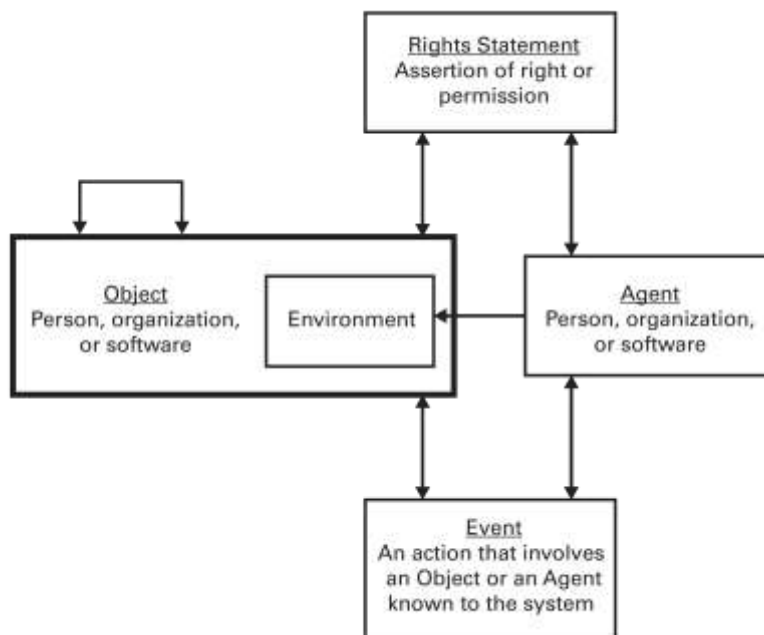 Rights Statement
Assertion of right or
permission
Object
Person, organization,
or software
Environment
Agent
Person, organization,
or software
Event
An action that involves
an Object or an Agent
known to the system